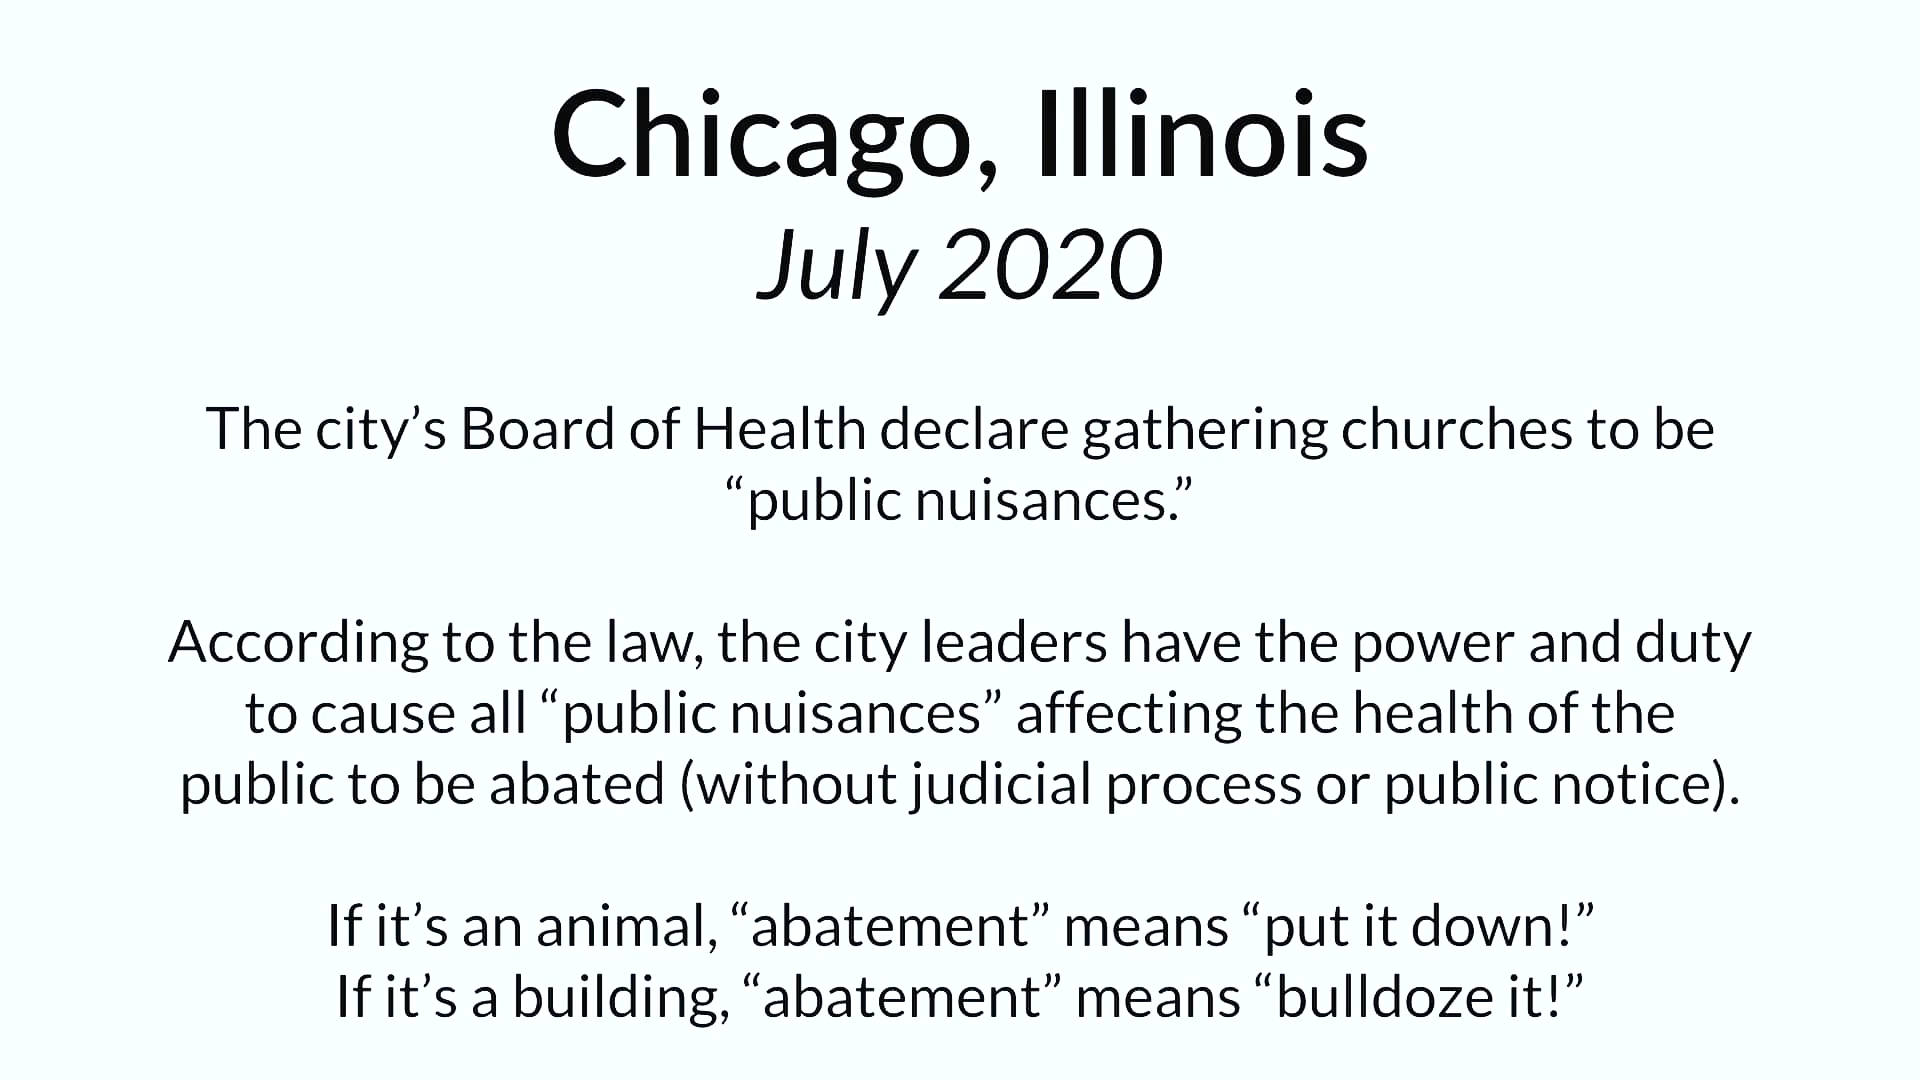 Chicago, Illinois
July 2020
The city’s Board of Health declare gathering churches to be
“public nuisances.”
According to the law, the city leaders have the power and duty
to cause all “public nuisances” affecting the health of the
public to be abated (without judicial process or public notice).
If it’s an animal, “abatement” means “put it down!”
If it’s a building, “abatement” means “bulldoze it!”